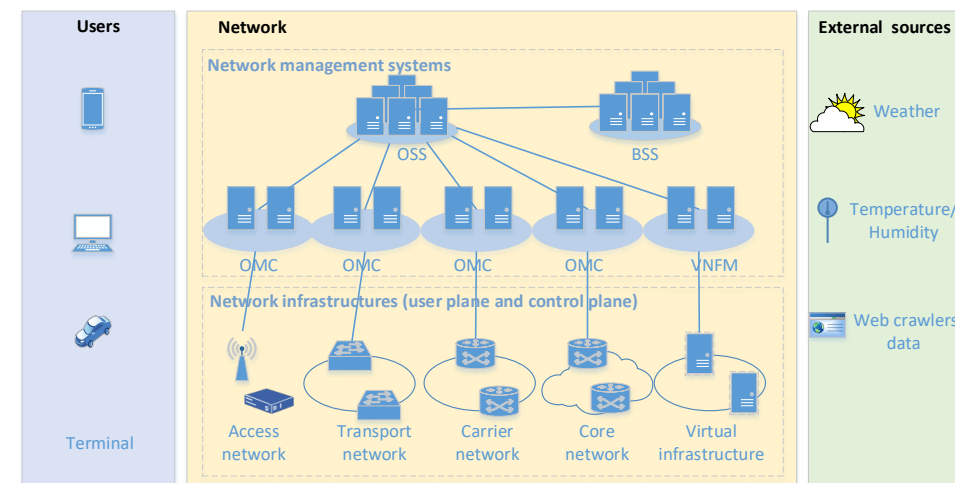 Users
Network
External sources
Network management systems
OSS
BSS
Weather
Temperature/
Humidity
OMC
OMC
OMC
OMC
VNFM
Network infrastructures (user plane and control plane)
Web crawlers
data
Terminal
Access
network
Transport
network
Carrier
network
Core
network
Virtual
infrastructure